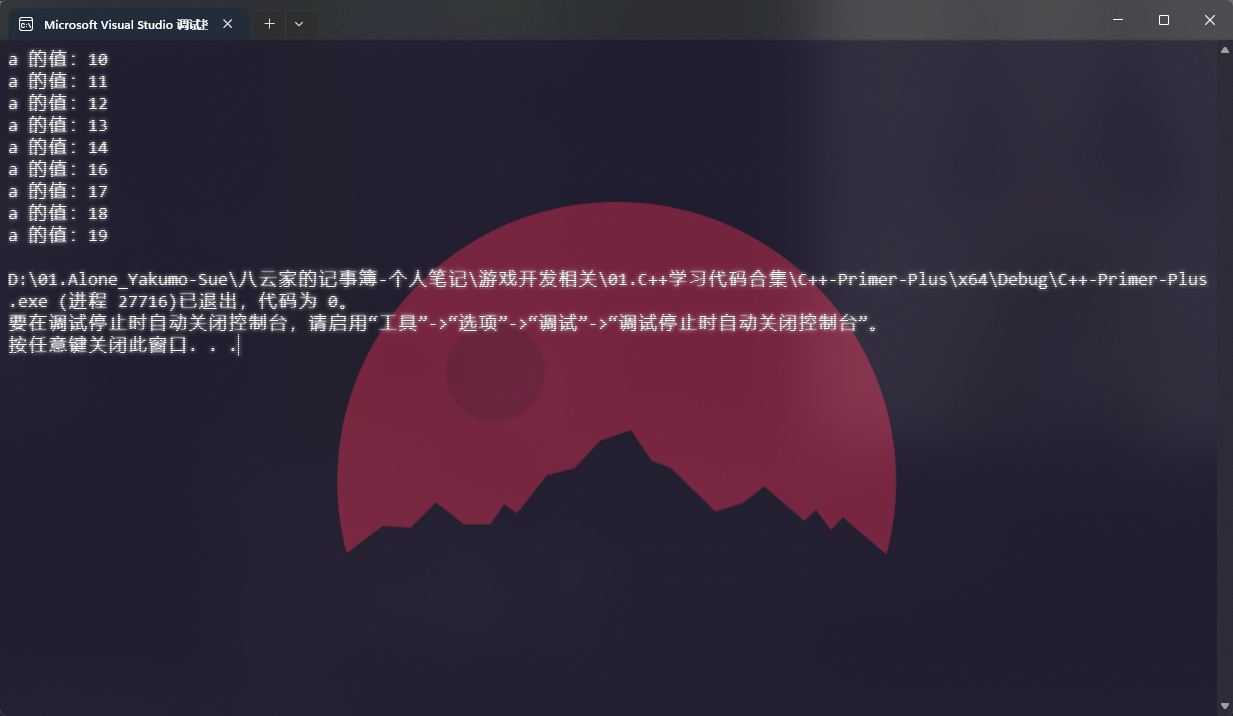 Microsoft Visual Studio 调试
a 的值: 10
a 的值: 11
a 的值: 12
a 的值: 13
a 的值: 14
a 的值: 16
a 的值: 17
a 的值: 18
a 的值: 19
D:\01.Alone_Yakumo-Sue\八云家的记事簿-个人笔记\游戏开发相关\01.C++学习代码合集\C++-Primer-Plus\x64\Debug\C++-Primer-Plus
.exe (进程 27716)已退出，代码为 0。
要在调试停止时自动关闭控制台，请启用“工具”->“选项”->“调试”->“调试停止时自动关闭控制台”。
按任意键关闭此窗口. . .